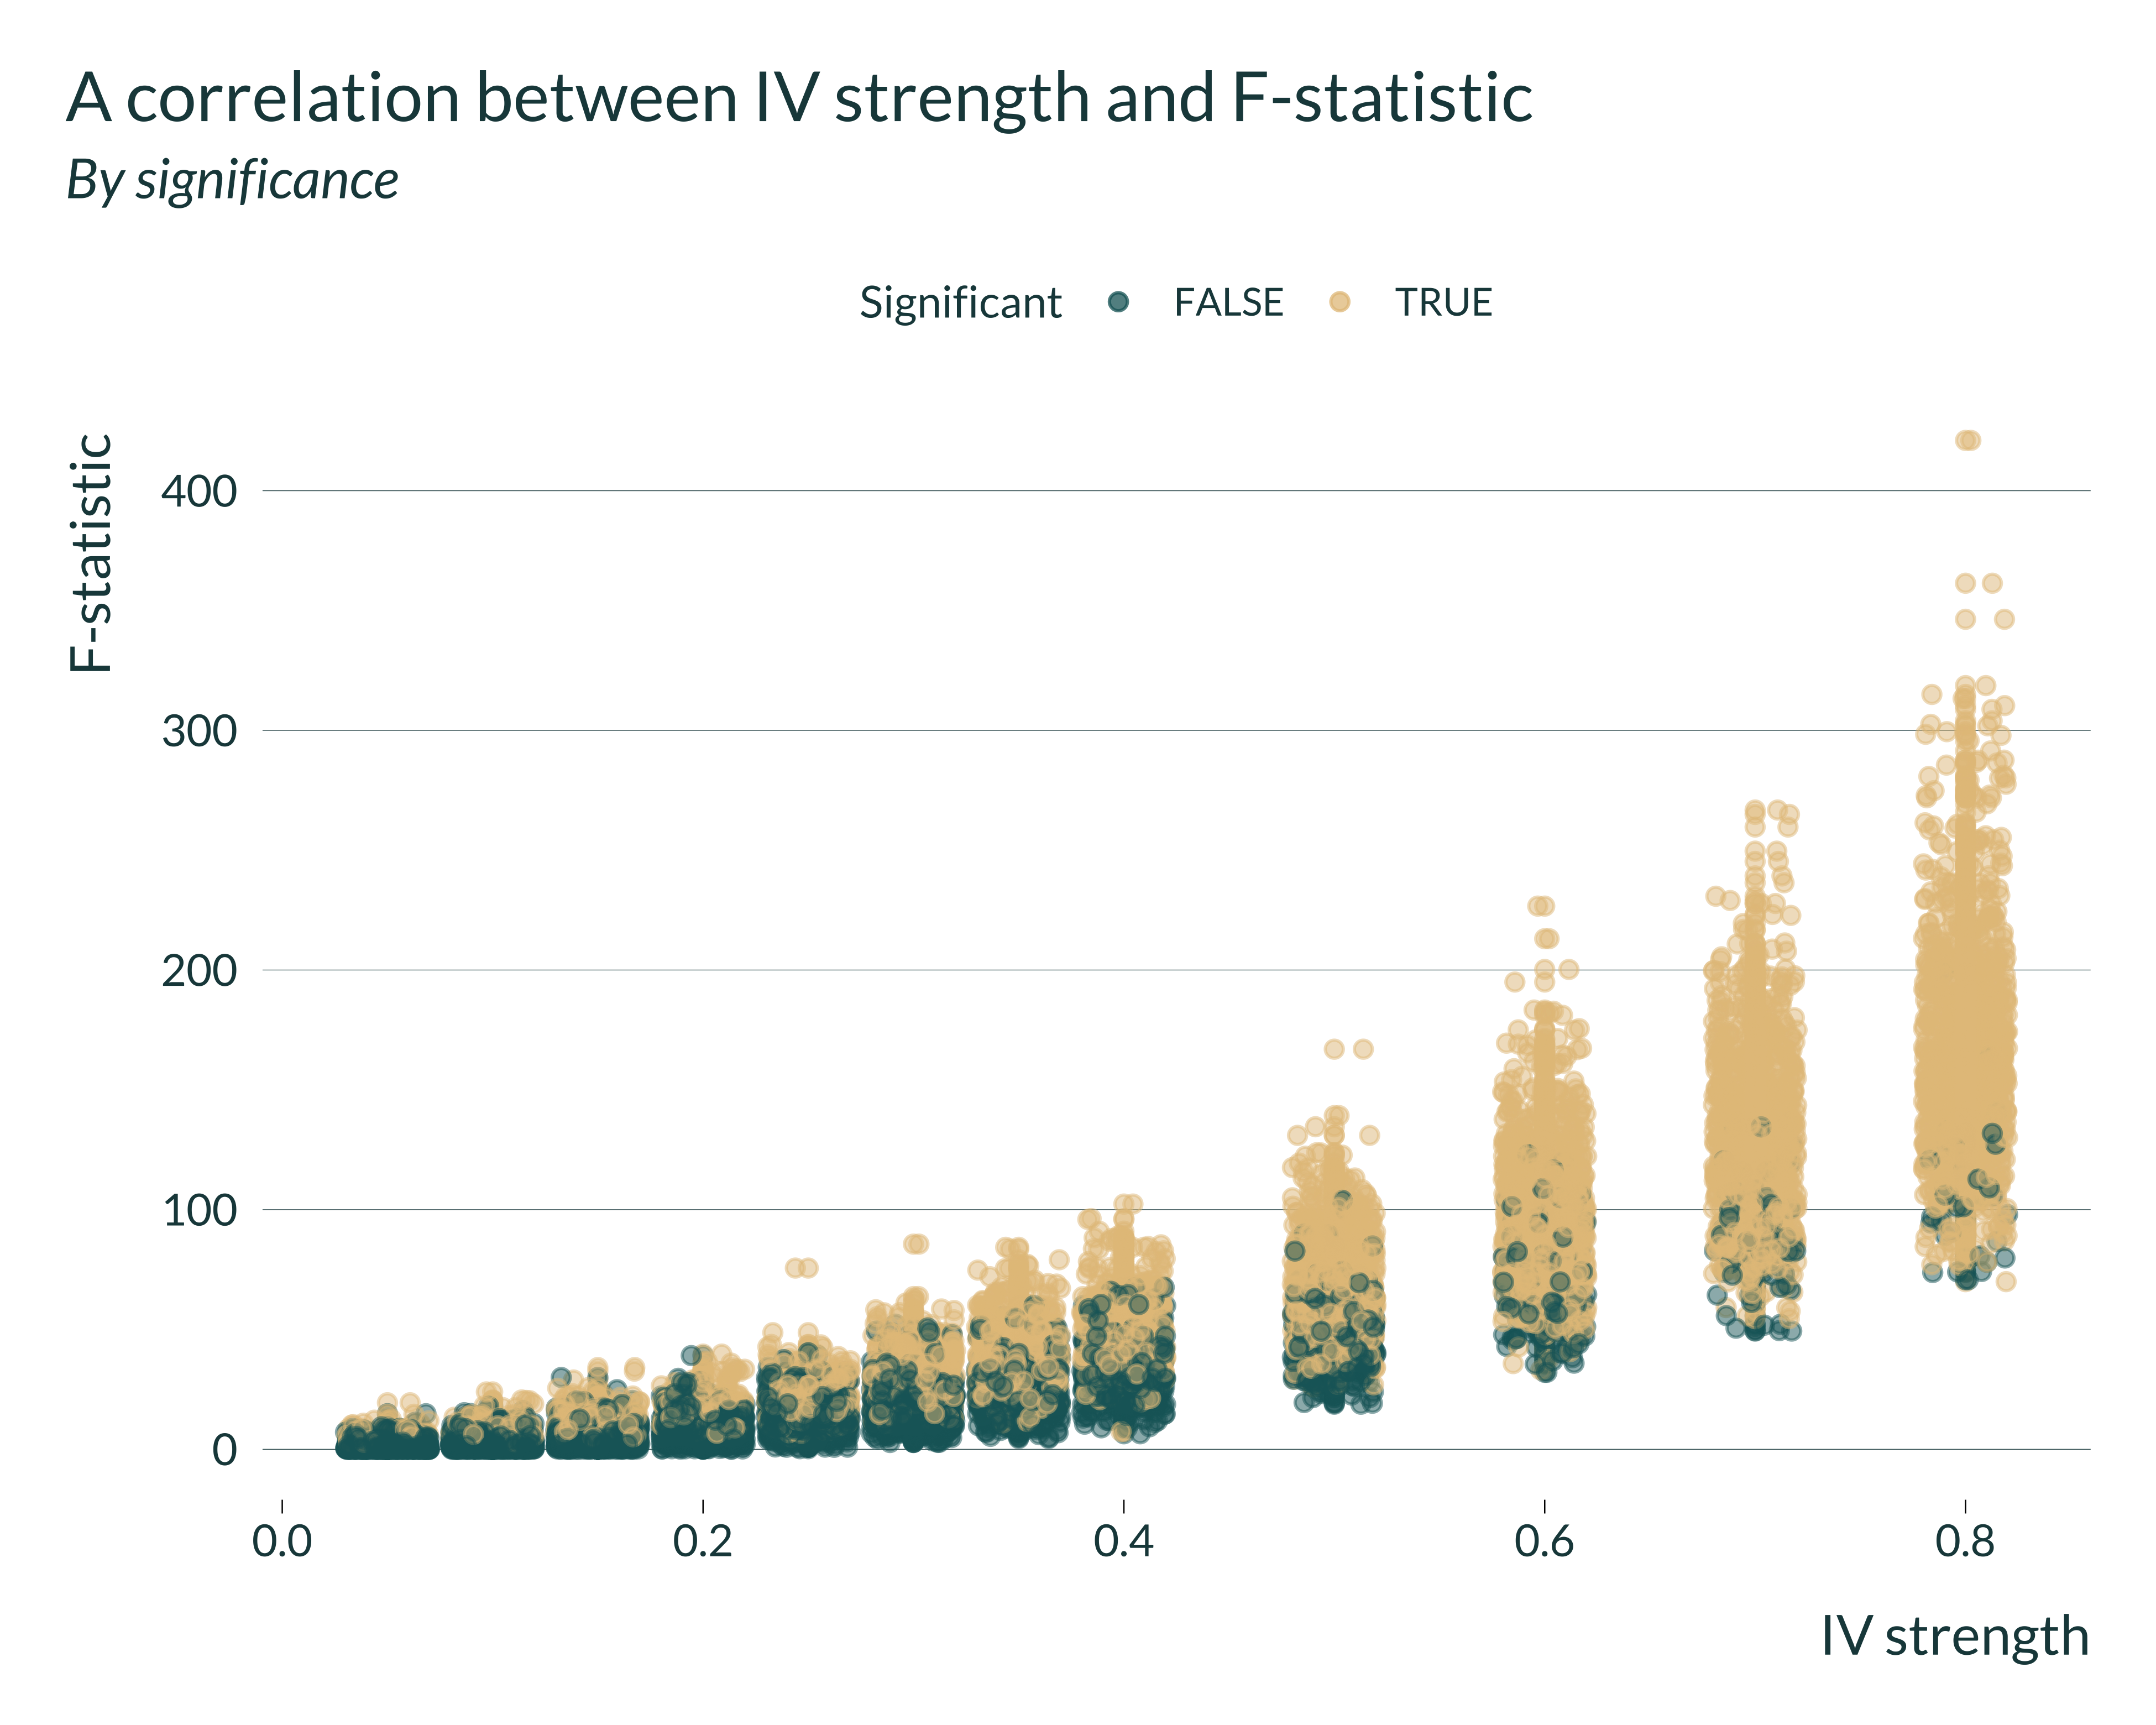 A correlation between IV strength and F-statistic
By significance
Significant FALSE TRUE
F-statistic
400
300
200
100
0
0.0 0.2 0.4 0.6 0.8
IV strength